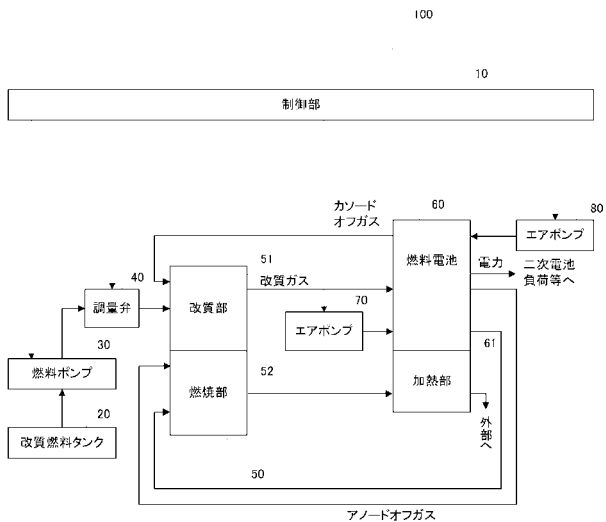 100
10
制御部
カソード
オフガス
60
80
エアポンプ
51
燃料電池
電力
二次電池
負荷等へ
40
改質ガス
調量弁
改質部
70
エアポンプ
30
61
燃料ポンプ
52
燃焼部
加熱部
20
改質燃料タンク
外部へ
50
アノードオフガス